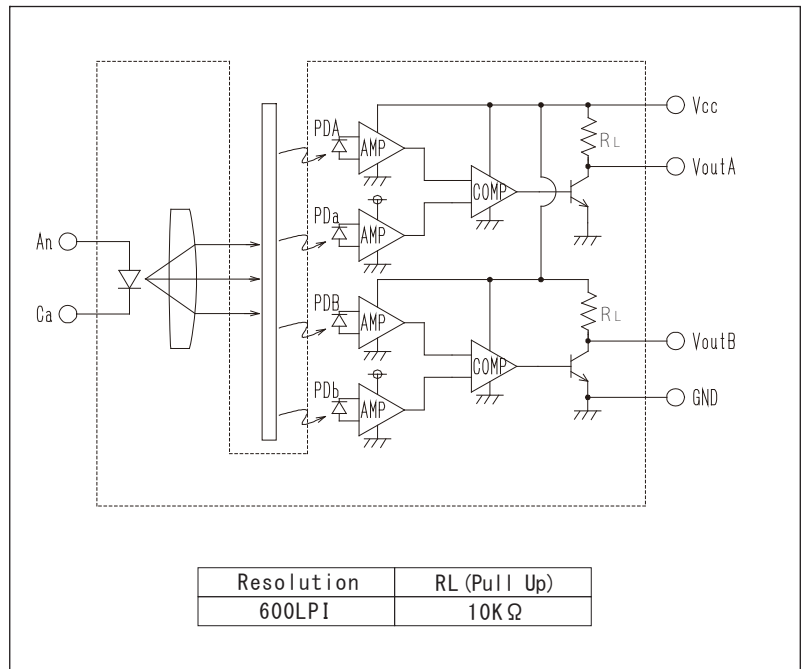 Vcc
PDA
AMP
RL
VoutA
COMP
PDa
AMP
An
Ca
PDB
AMP
RL
VoutB
COMP
PDb
AMP
GND
Resolution RL(Pull Up)
600LPI 10KΩ